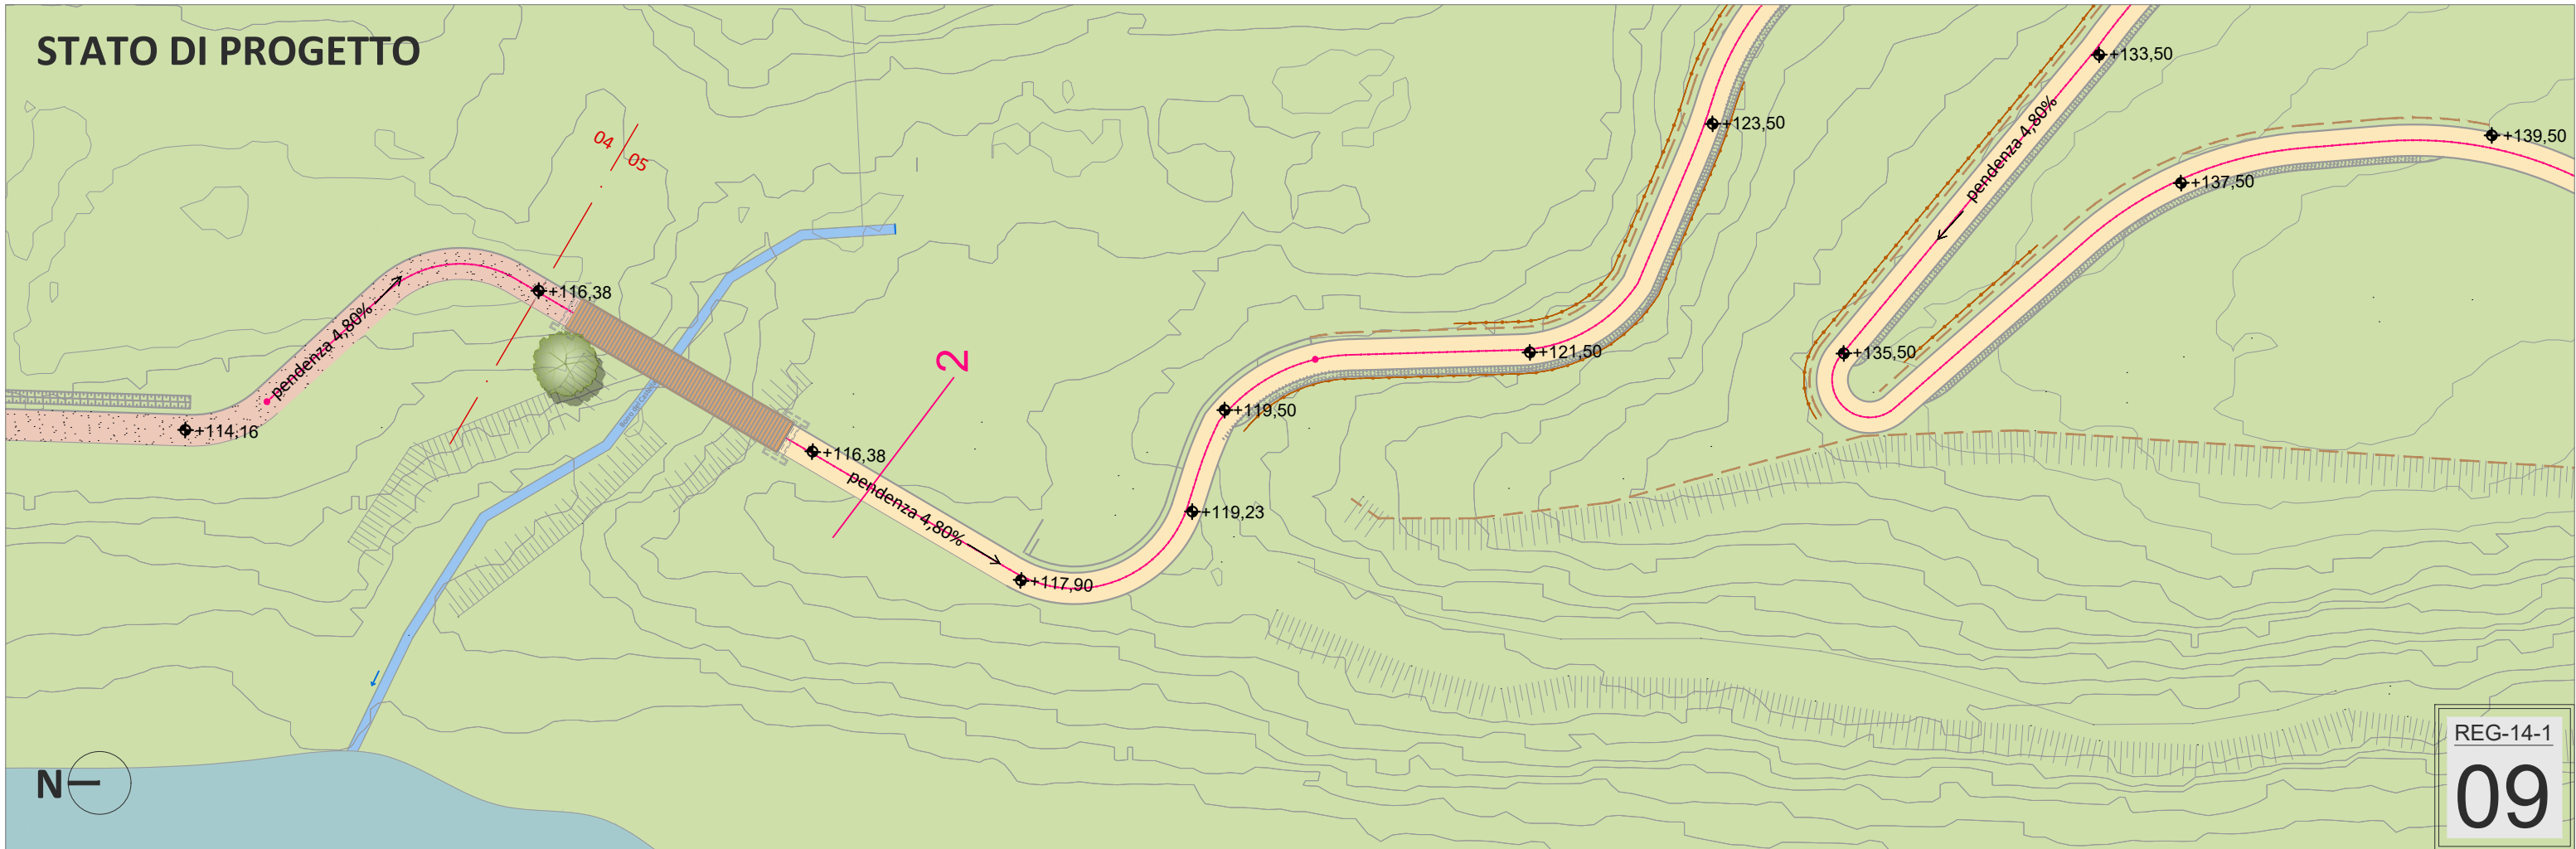 STATO DI PROGETTO
04
05
+133,50
+123,50
pendenza 4,80%
+139,50
+137,50
+116,38
pendenza 4,80%
+121,50
+135,50
2
+119,50
+114,16
+116,38
pendenza 4,80%
+119,23
+117,90
N
REG-14-1
09